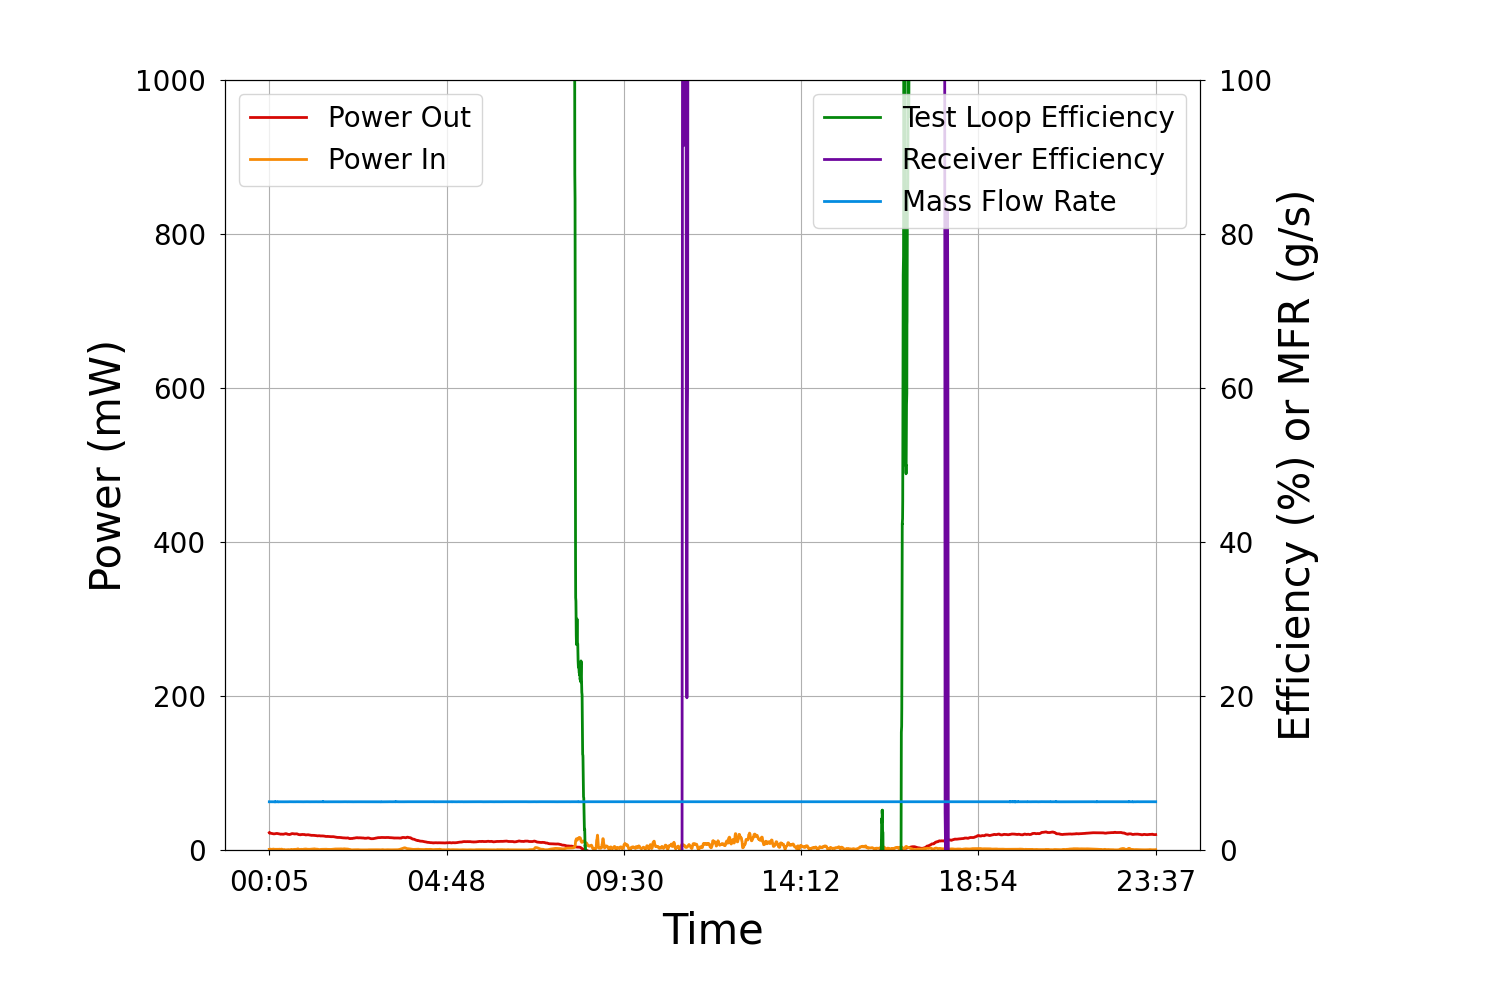 1000
800
600
400
200
0
Power (mW)
Power Out
Power In
Test Loop Efficiency
Receiver Efficiency
Mass Flow Rate
100
80
60
40
20
0
Efficiency (%) or MFR (g/s)
00:05 04:48 09:30 14:12 18:54 23:37
Time